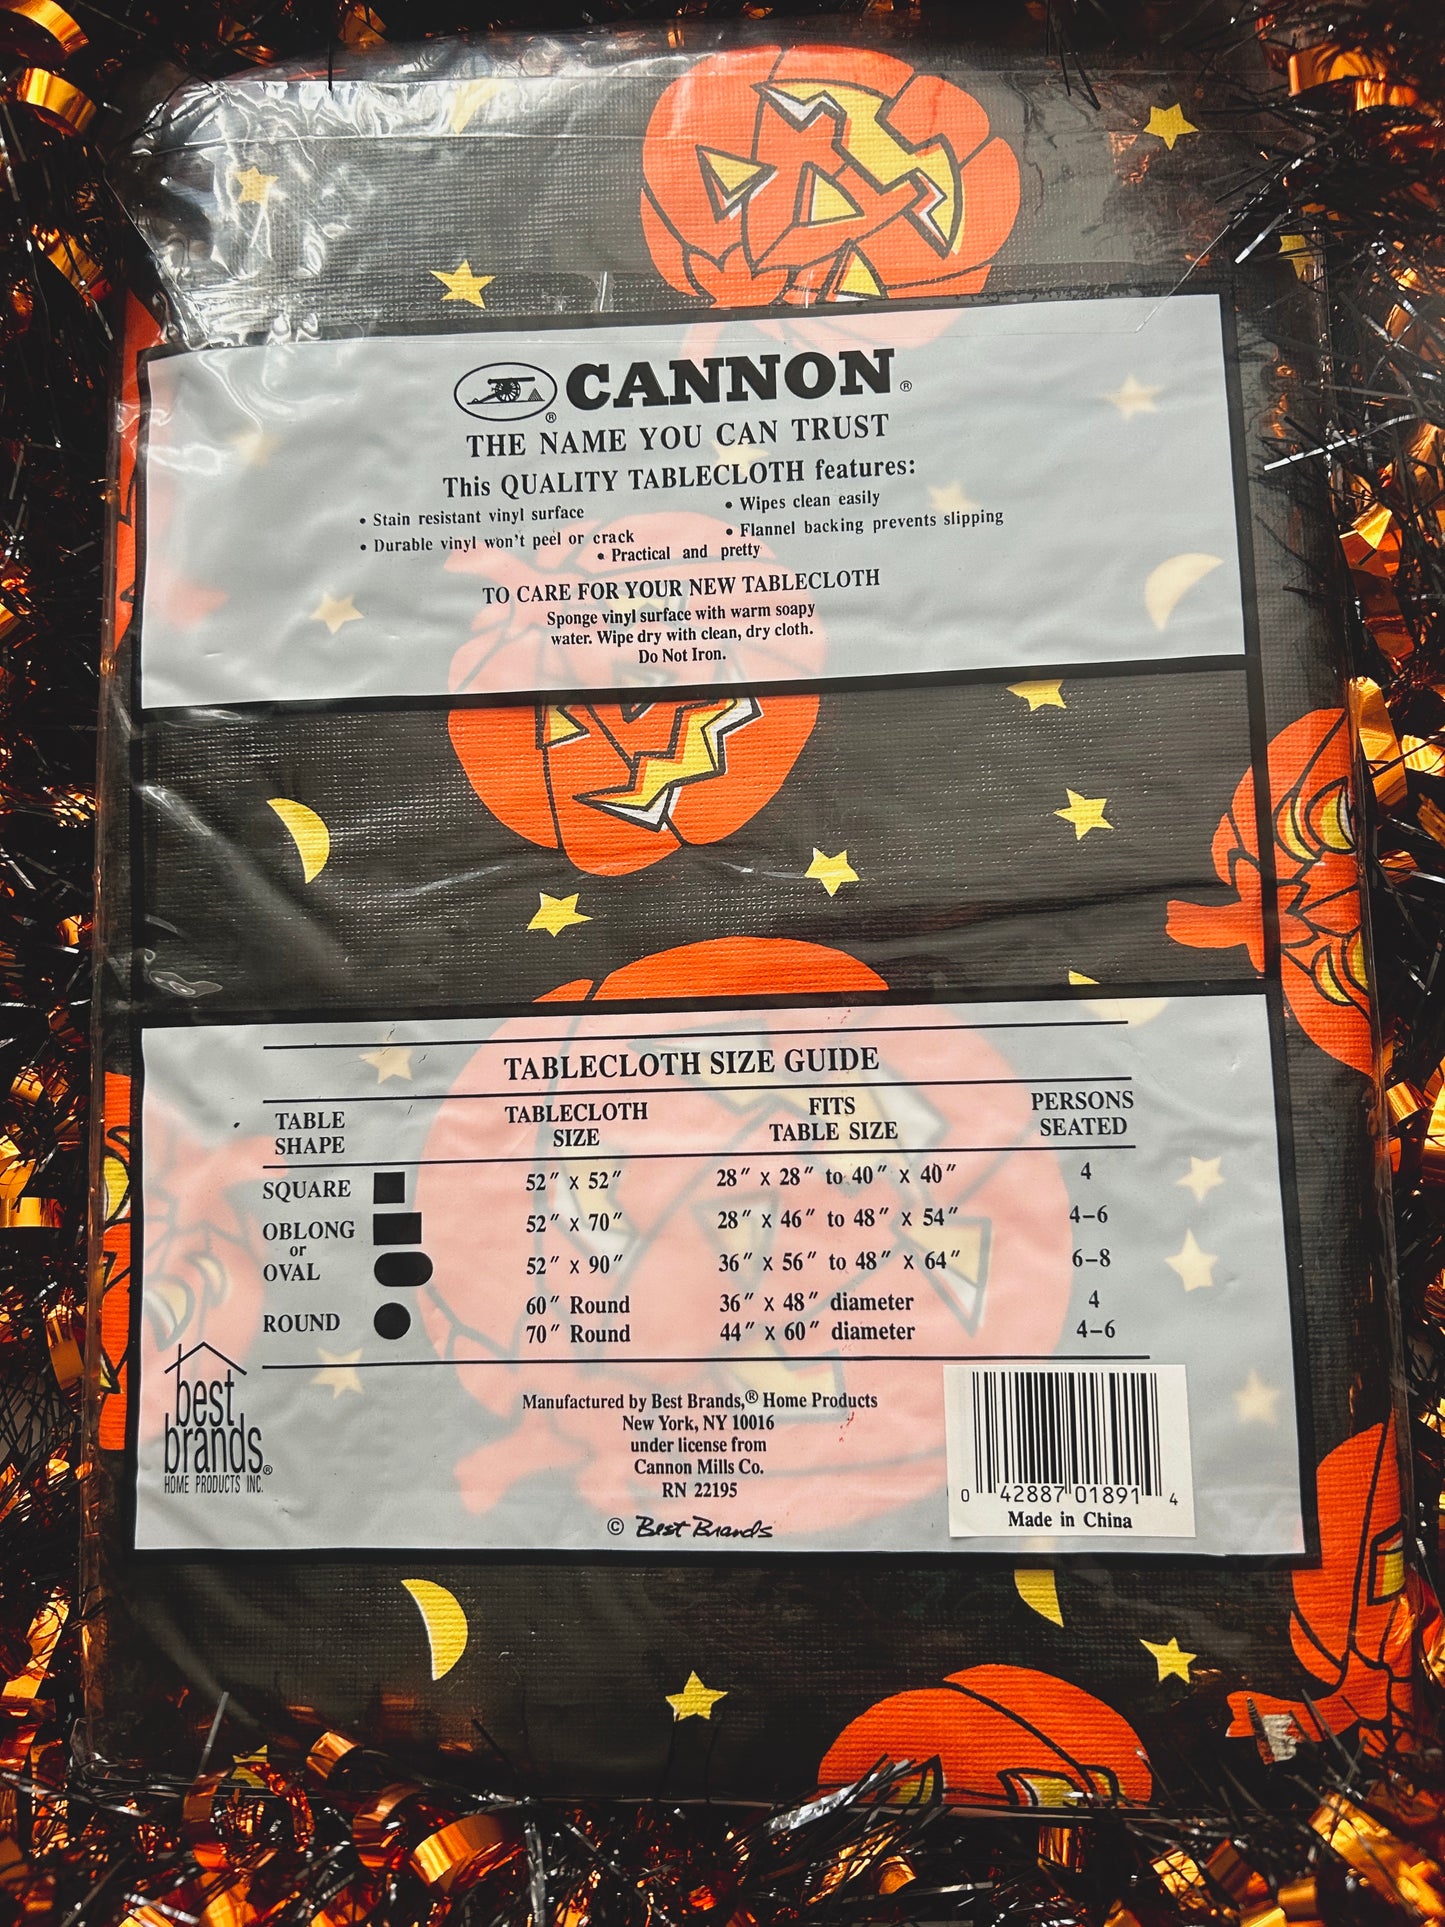 CANNON®
®
THE NAME YOU CAN TRUST
This QUALITY TABLECLOTH features:
• Stain resistant vinyl surface • Wipes clean easily
• Durable vinyl won't peel or crack • Flannel backing prevents slipping
• Practical and pretty
TO CARE FOR YOUR NEW TABLECLOTH
Sponge vinyl surface with warm soapy
water. Wipe dry with clean, dry cloth.
Do Not Iron.
TABLECLOTH SIZE GUIDE
TABLE SHAPE TABLECLOTH SIZE FITS TABLE SIZE PERSONS SEATED
SQUARE 52″ x 52″ 28″ x 28″ to 40″ x 40″ 4
OBLONG 52″ x 70″ 28″ x 46″ to 48″ x 54″ 4–6
or
OVAL 52″ x 90″ 36″ x 56″ to 48″ x 64″ 6–8
60″ Round 36″ x 48″ diameter 4
ROUND 70″ Round 44″ x 60″ diameter 4–6
best
brands®
HOME PRODUCTS INC.
Manufactured by Best Brands,® Home Products
New York, NY 10016
under license from
Cannon Mills Co.
RN 22195
© Best Brands
0 42887 01891 4
Made in China